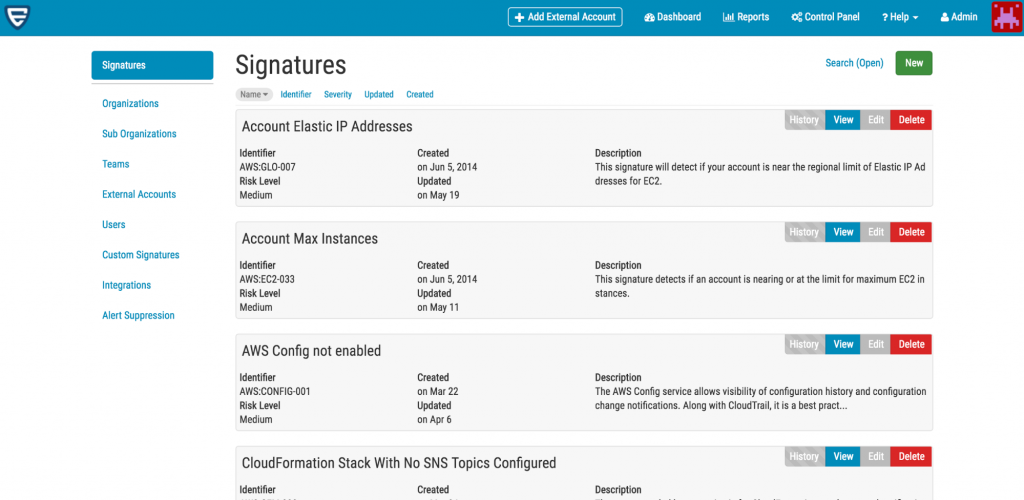 Add External Account Dashboard Reports Control Panel ? Help Admin
Signatures
Organizations
Sub Organizations
Teams
External Accounts
Users
Custom Signatures
Integrations
Alert Suppression
Signatures
Search (Open) New
Name Identifier Severity Updated Created
Account Elastic IP Addresses
History View Edit Delete
Identifier
AWS:GLO-007
Risk Level
Medium
Created
on Jun 5, 2014
Updated
on May 19
Description
This signature will detect if your account is near the regional limit of Elastic IP Ad
dresses for EC2.
Account Max Instances
History View Edit Delete
Identifier
AWS:EC2-033
Risk Level
Medium
Created
on Jun 5, 2014
Updated
on May 11
Description
This signature detects if an account is nearing or at the limit for maximum EC2 in
stances.
AWS Config not enabled
History View Edit Delete
Identifier
AWS:CONFIG-001
Risk Level
Medium
Created
on Mar 22
Updated
on Apr 6
Description
The AWS Config service allows visibility of configuration history and configuration
change notifications. Along with CloudTrail, it is a best pract...
CloudFormation Stack With No SNS Topics Configured
History View Edit Delete
Identifier
Created
Description